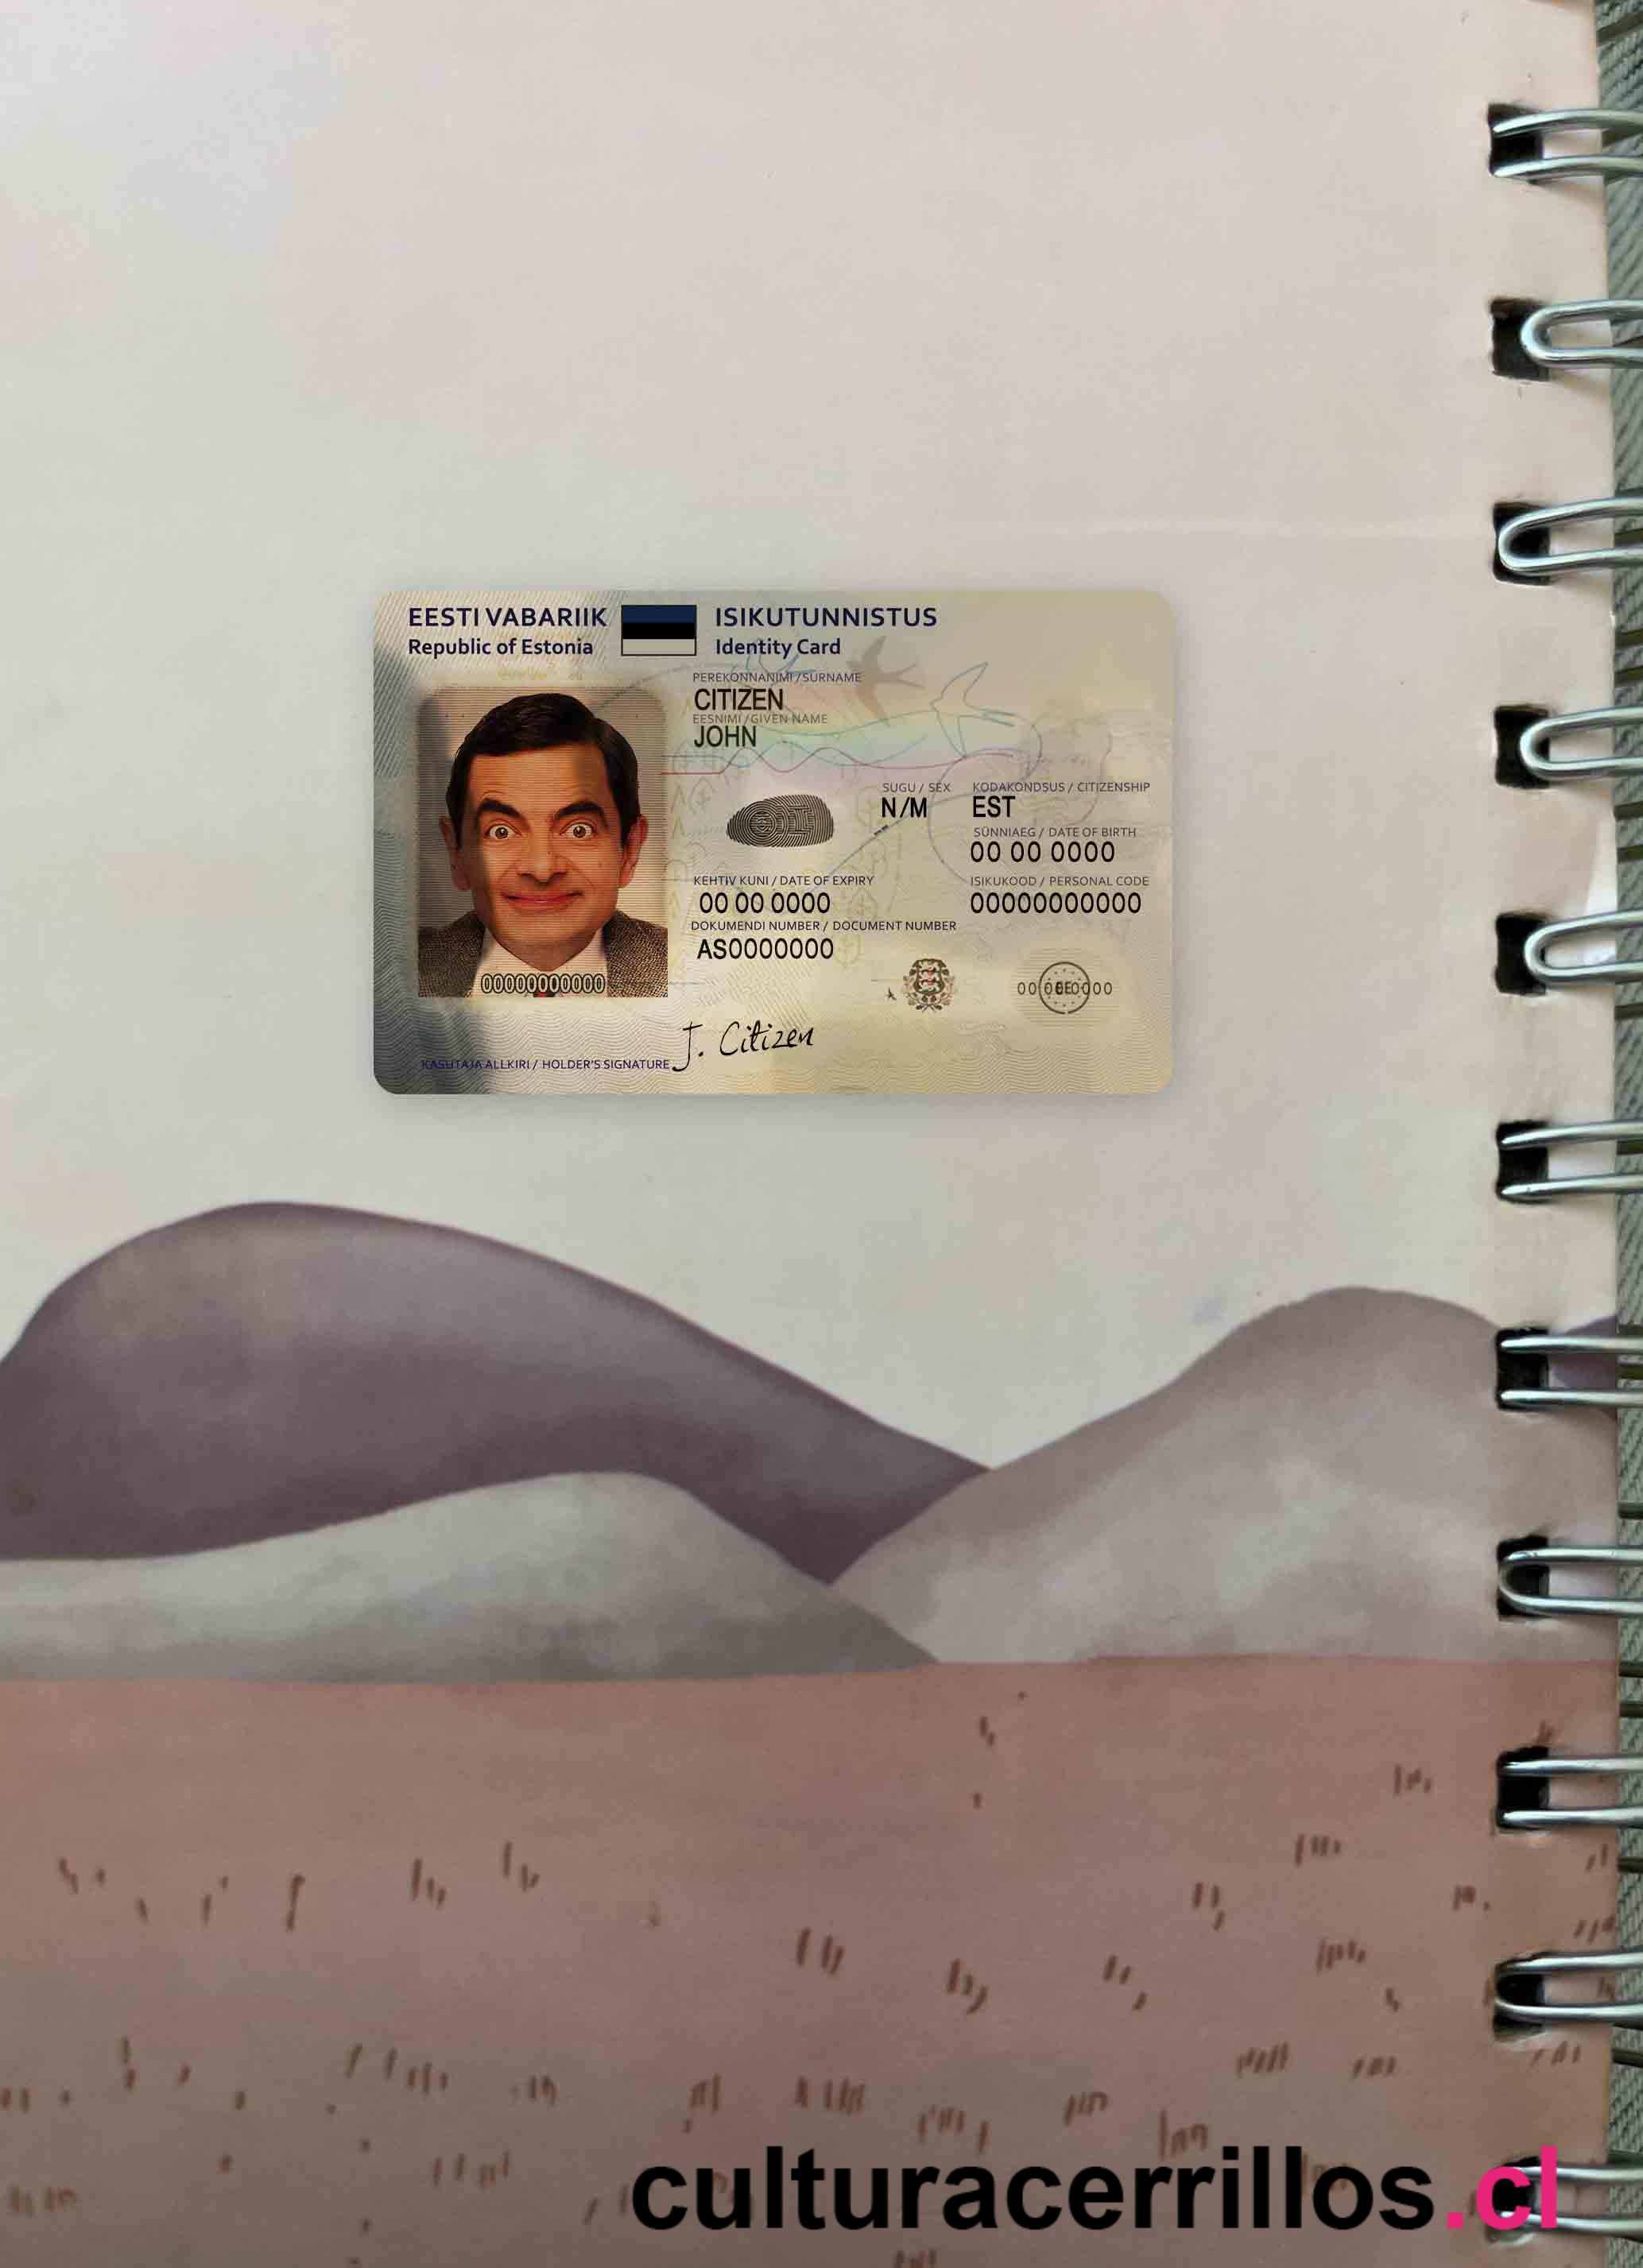 EESTI VABARIIK
Republic of Estonia
ISIKUTUNNISTUS
Identity Card
PEREKONNANIMI / SURNAME
CITIZEN
EESNIMI / GIVEN NAME
JOHN
SUGU / SEX
N/M
KODAKONDSUS / CITIZENSHIP
EST
SÜNNIAEG / DATE OF BIRTH
00 00 0000
KEHTIV KUNI / DATE OF EXPIRY
00 00 0000
ISIKUKOOD / PERSONAL CODE
00000000000
DOKUMENDI NUMBER / DOCUMENT NUMBER
AS0000000
00000000000
EE
KASUTAJA ALLKIRI / HOLDER'S SIGNATURE
J. Citizen
culturacerrillos.cl